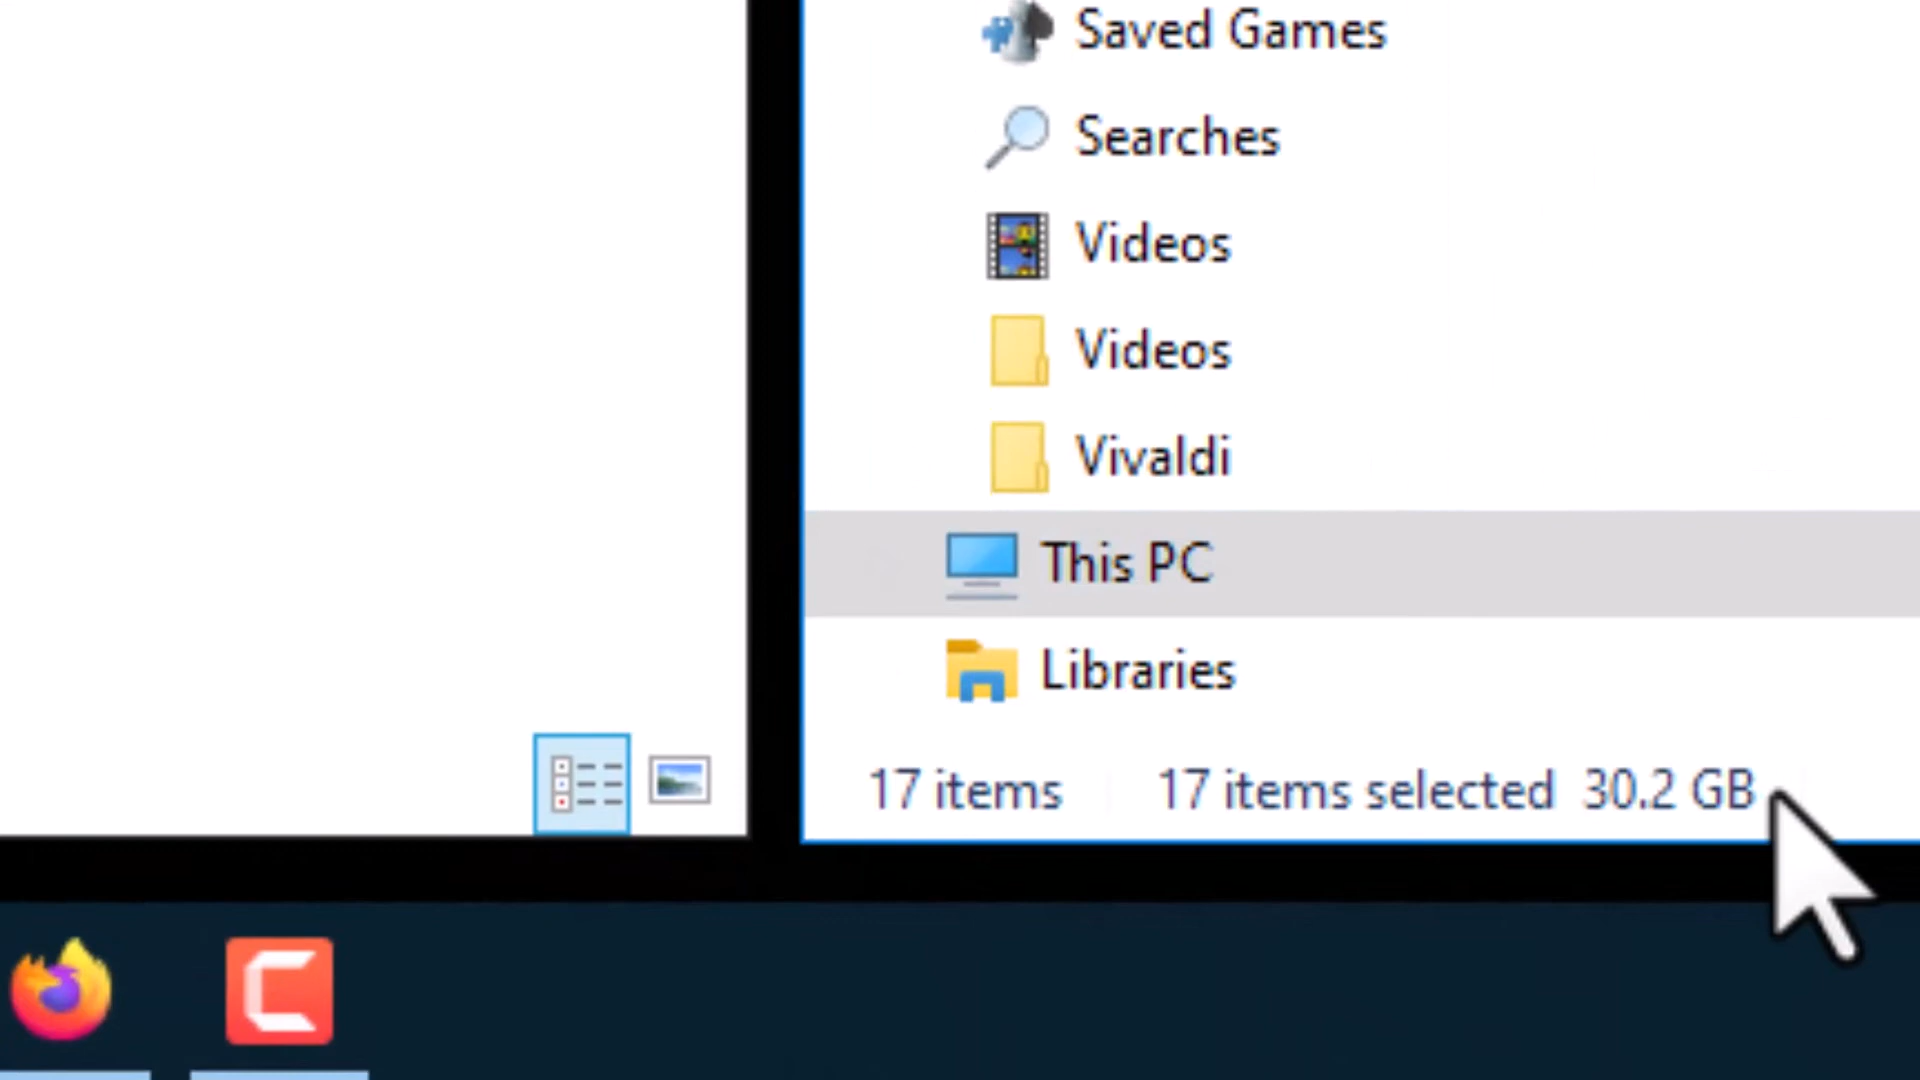 Saved Games
Searches
Videos
Videos
Vivaldi
This PC
Libraries
17 items 17 items selected 30.2 GB